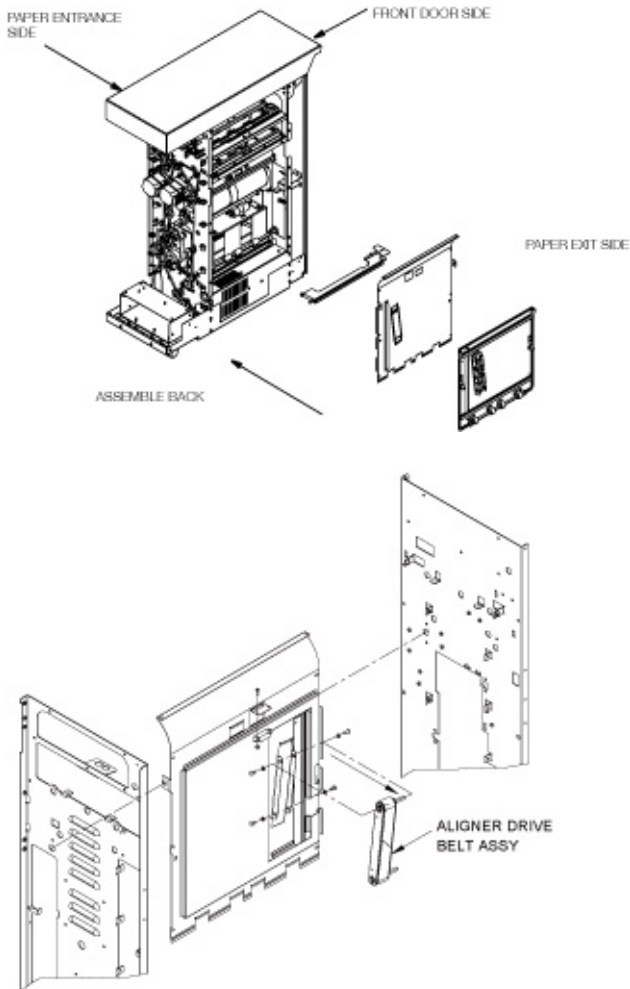 PAPER ENTRANCE
SIDE
FRONT DOOR SIDE
PAPER EXIT SIDE
ASSEMBLE BACK
ALIGNER DRIVE
BELT ASSY